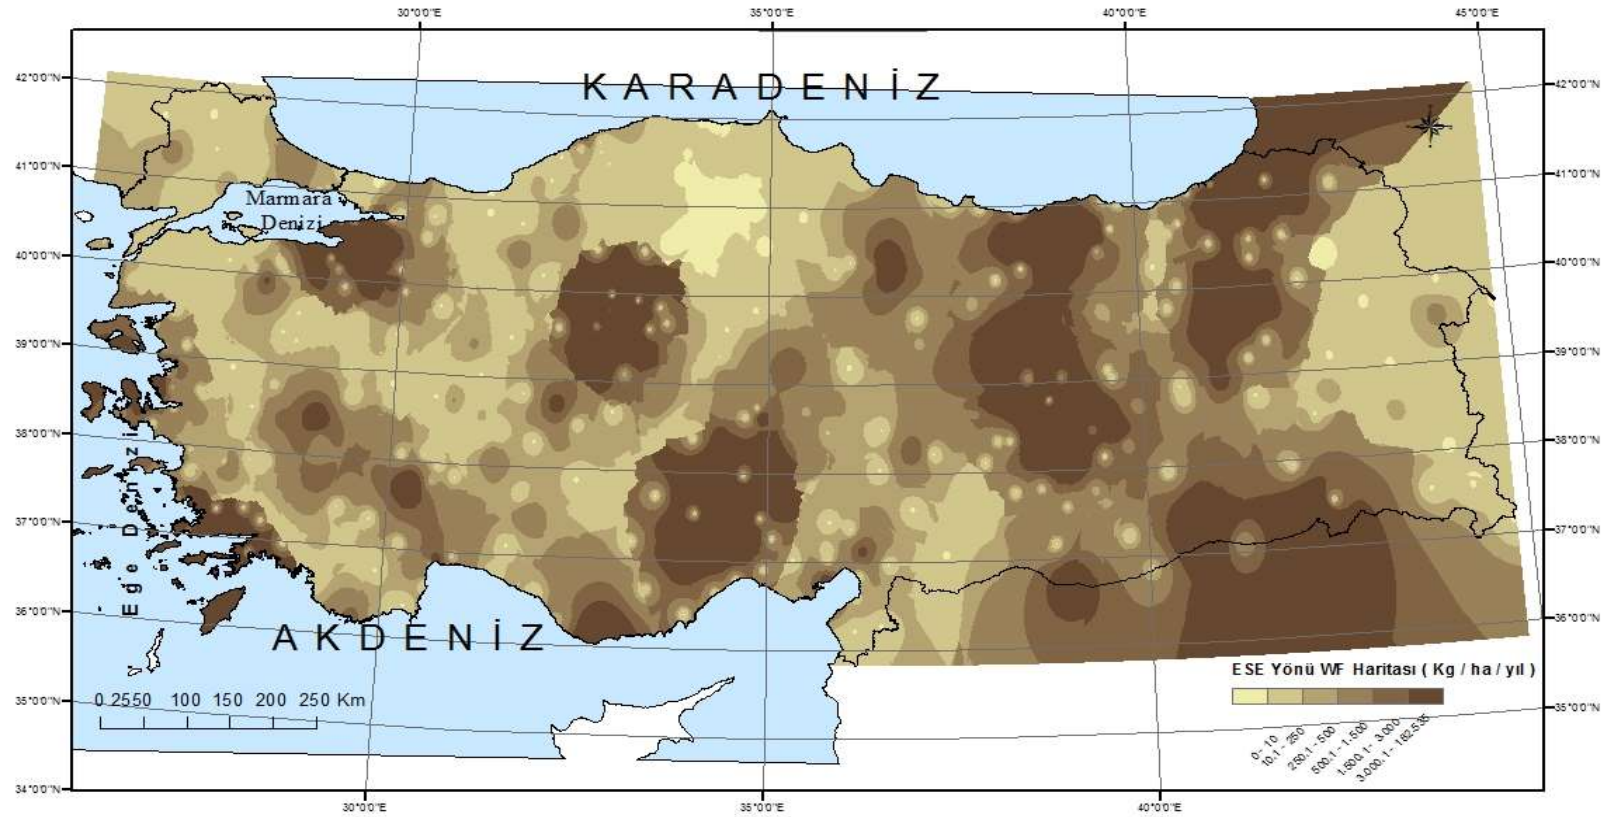 30°0'0"E 35°0'0"E 40°0'0"E 45°0'0"E
42°0'0"N 42°0'0"N
KARADENİZ
41°0'0"N 41°0'0"N
Marmara
Denizi
40°0'0"N 40°0'0"N
39°0'0"N 39°0'0"N
38°0'0"N 38°0'0"N
Ege Denizi
37°0'0"N 37°0'0"N
36°0'0"N 36°0'0"N
AKDENİZ
ESE Yönü WF Haritası ( Kg / ha / yıl )
0 2550 100 150 200 250 Km
35°0'0"N 35°0'0"N
0 - 10
10.1 - 250
250.1 - 500
500.1 - 1.500
1.500.1 - 3.000
3.000.1 - 182.535
34°0'0"N
30°0'0"E 35°0'0"E 40°0'0"E